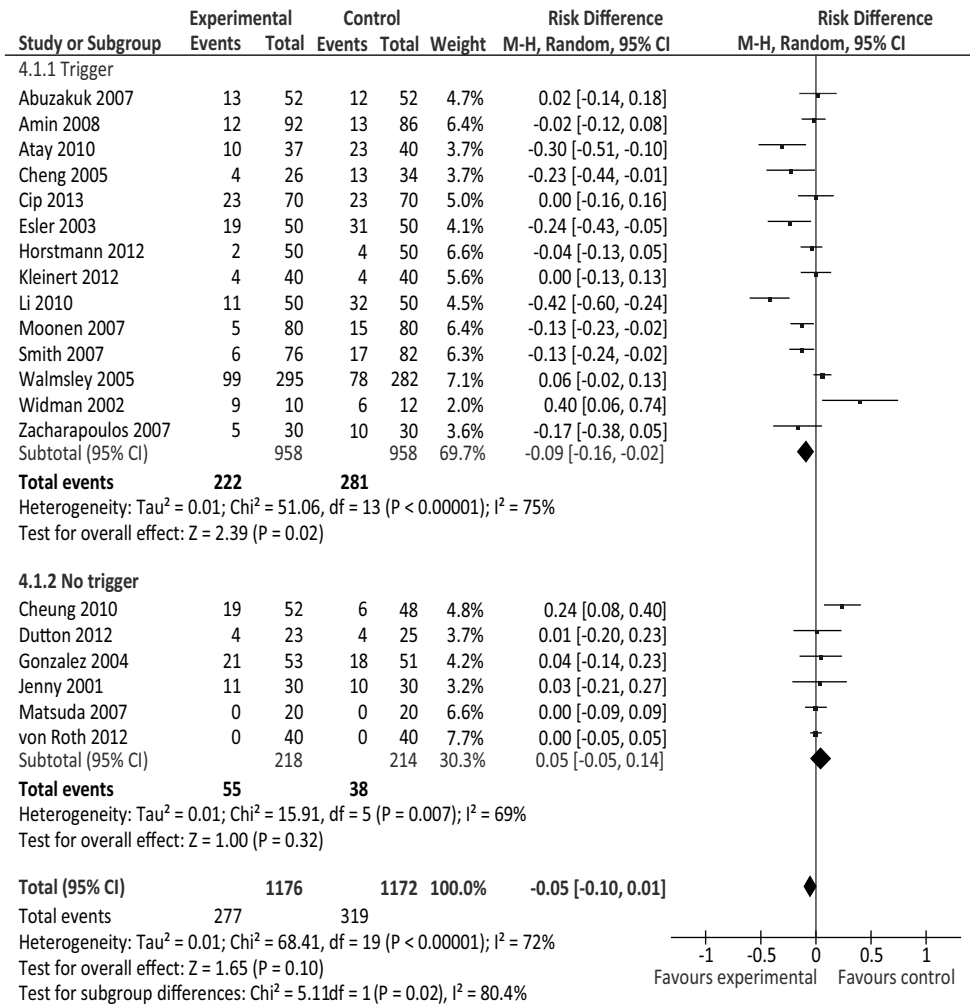 Experimental Control Risk Difference Risk Difference
Study or Subgroup Events Total Events Total Weight M-H, Random, 95% CI M-H, Random, 95% CI
4.1.1 Trigger
Abuzakuk 2007 13 52 12 52 4.7% 0.02 [-0.14, 0.18]
Amin 2008 12 92 13 86 6.4% -0.02 [-0.12, 0.08]
Atay 2010 10 37 23 40 3.7% -0.30 [-0.51, -0.10]
Cheng 2005 4 26 13 34 3.7% -0.23 [-0.44, -0.01]
Cip 2013 23 70 23 70 5.0% 0.00 [-0.16, 0.16]
Esler 2003 19 50 31 50 4.1% -0.24 [-0.43, -0.05]
Horstmann 2012 2 50 4 50 6.6% -0.04 [-0.13, 0.05]
Kleinert 2012 4 40 4 40 5.6% 0.00 [-0.13, 0.13]
Li 2010 11 50 32 50 4.5% -0.42 [-0.60, -0.24]
Moonen 2007 5 80 15 80 6.4% -0.13 [-0.23, -0.02]
Smith 2007 6 76 17 82 6.3% -0.13 [-0.24, -0.02]
Walmsley 2005 99 295 78 282 7.1% 0.06 [-0.02, 0.13]
Widman 2002 9 10 6 12 2.0% 0.40 [0.06, 0.74]
Zacharapoulos 2007 5 30 10 30 3.6% -0.17 [-0.38, 0.05]
Subtotal (95% CI) 958 958 69.7% -0.09 [-0.16, -0.02]
Total events 222 281
Heterogeneity: Tau² = 0.01; Chi² = 51.06, df = 13 (P < 0.00001); I² = 75%
Test for overall effect: Z = 2.39 (P = 0.02)
4.1.2 No trigger
Cheung 2010 19 52 6 48 4.8% 0.24 [0.08, 0.40]
Dutton 2012 4 23 4 25 3.7% 0.01 [-0.20, 0.23]
Gonzalez 2004 21 53 18 51 4.2% 0.04 [-0.14, 0.23]
Jenny 2001 11 30 10 30 3.2% 0.03 [-0.21, 0.27]
Matsuda 2007 0 20 0 20 6.6% 0.00 [-0.09, 0.09]
von Roth 2012 0 40 0 40 7.7% 0.00 [-0.05, 0.05]
Subtotal (95% CI) 218 214 30.3% 0.05 [-0.05, 0.14]
Total events 55 38
Heterogeneity: Tau² = 0.01; Chi² = 15.91, df = 5 (P = 0.007); I² = 69%
Test for overall effect: Z = 1.00 (P = 0.32)
Total (95% CI) 1176 1172 100.0% -0.05 [-0.10, 0.01]
Total events 277 319
Heterogeneity: Tau² = 0.01; Chi² = 68.41, df = 19 (P < 0.00001); I² = 72%
Test for overall effect: Z = 1.65 (P = 0.10)
Test for subgroup differences: Chi² = 5.11df = 1 (P = 0.02), I² = 80.4%
-1 -0.5 0 0.5 1
Favours experimental Favours control